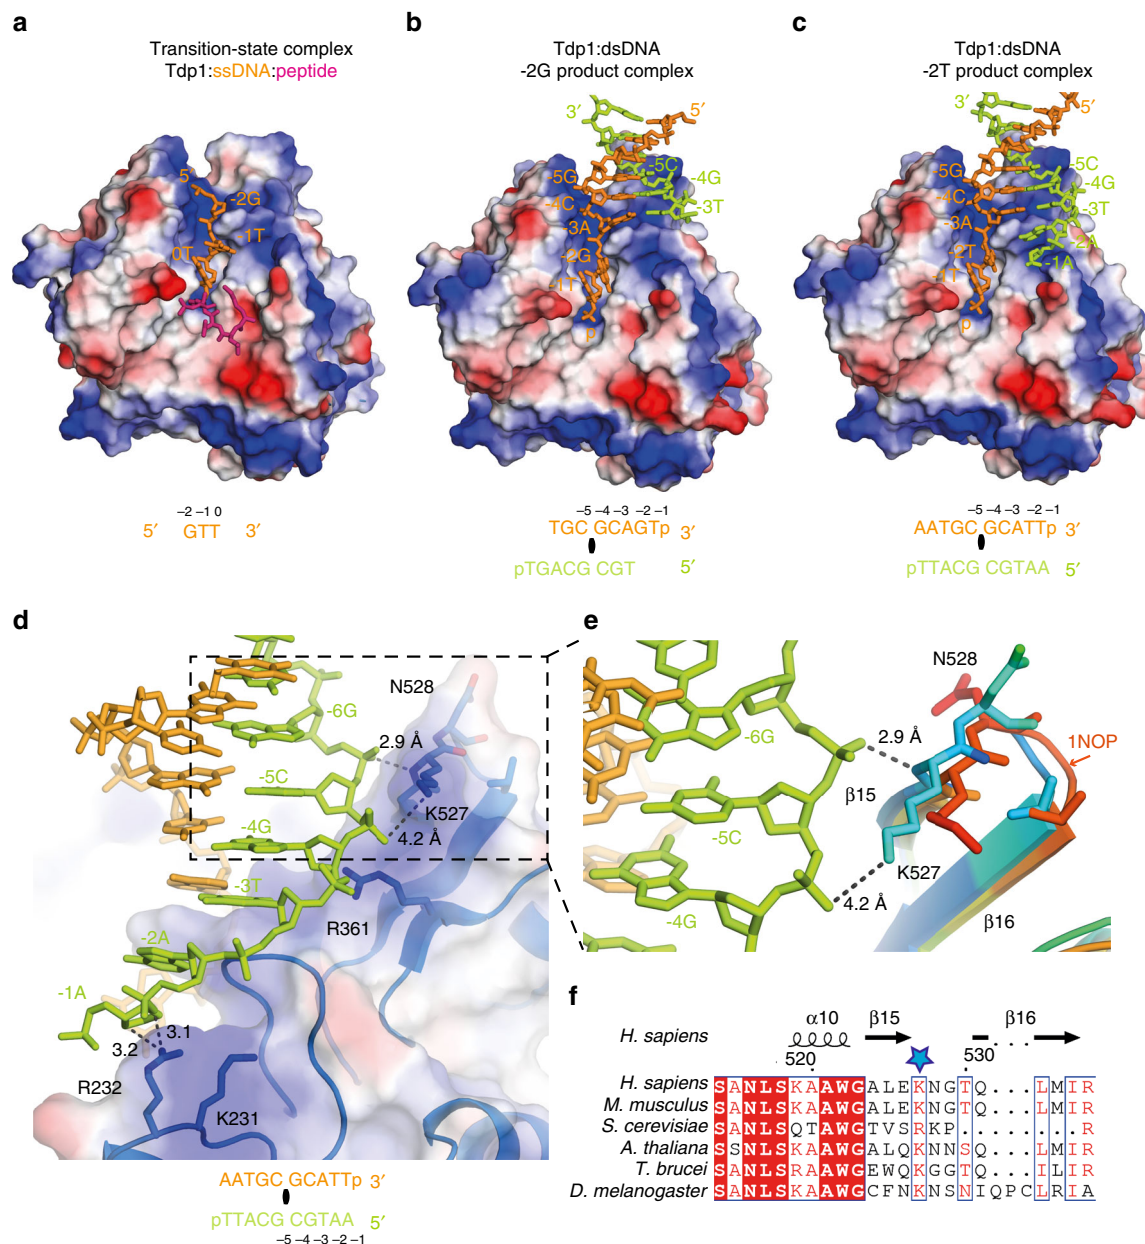 a
Transition-state complex
Tdp1:ssDNA:peptide
5′
-2G
-1T
0T
–2 –1 0
5′ GTT 3′
b
Tdp1:dsDNA
-2G product complex
3′
5′
-5C
-5G
-4G
-4C
-3T
-3A
-2G
-1T
p
–5 –4 –3 -2 –1
TGC GCAGTp 3′
pTGACG CGT 5′
c
Tdp1:dsDNA
-2T product complex
3′
5′
-5C
-5G
-4G
-4C
-3T
-3A
-2A
-2T
-1A
-1T
p
–5 –4 –3 -2 –1
AATGC GCATTp 3′
pTTACG CGTAA 5′
d
N528
-6G
2.9 Å
-5C
K527
-4G
4.2 Å
-3T
R361
-2A
-1A
3.1
3.2
R232
K231
AATGC GCATTp 3′
pTTACG CGTAA 5′
–5 –4 –3 –2 –1
e
N528
-6G
2.9 Å
1NOP
β15
-5C
K527
4.2 Å
-4G
β16
f
α10 β15 β16
H. sapiens
520 530
H. sapiens SANLSKAAWGALEKNGTQ...LMIR
M. musculus SANLSKAAWGALEKNGTQ...LMIR
S. cerevisiae SANLSQTAWGTVSRKP........R
A. thaliana SSNLSKAAWGALQKNNSQ...LMIR
T. brucei SANLSRAAWGEWQKGGTQ...ILIR
D. melanogaster SANLSKAAWGCFNKNSNIQPCLRIA